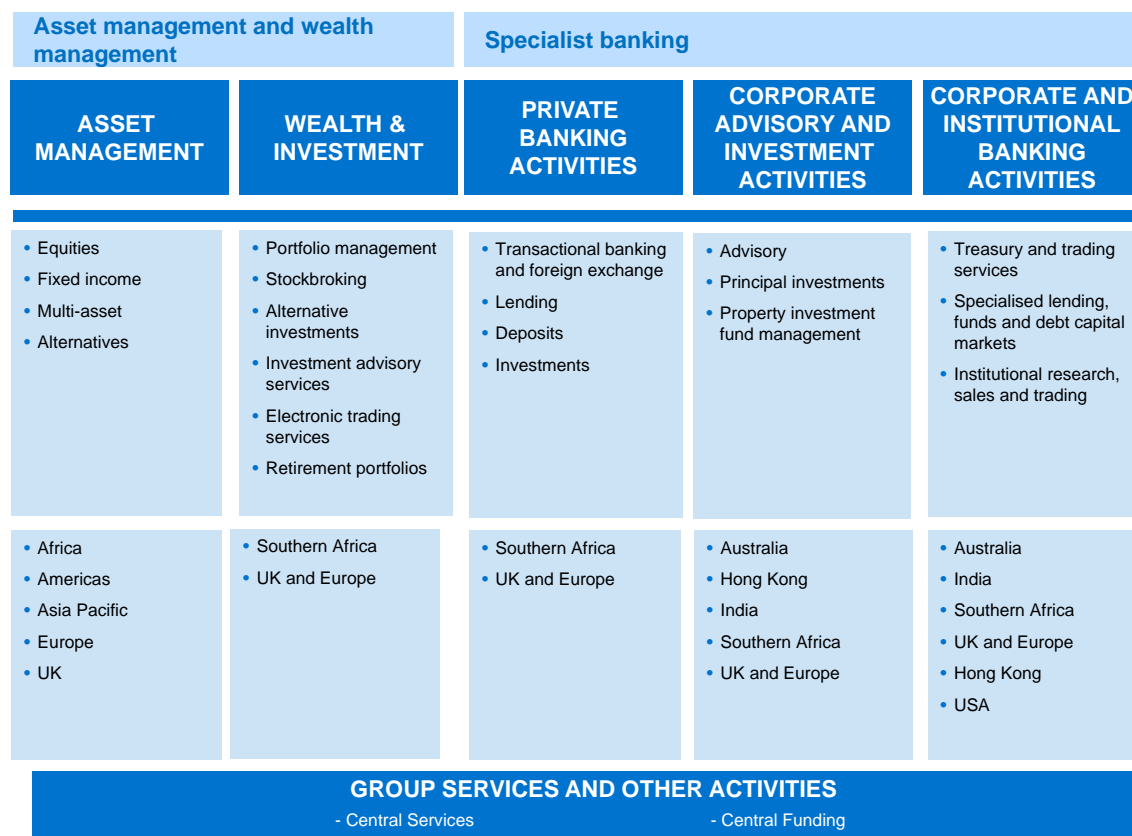 Asset management and wealth
management
Specialist banking
ASSET
MANAGEMENT
WEALTH &
INVESTMENT
PRIVATE
BANKING
ACTIVITIES
CORPORATE
ADVISORY AND
INVESTMENT
ACTIVITIES
CORPORATE AND
INSTITUTIONAL
BANKING
ACTIVITIES
• Equities
• Fixed income
• Multi-asset
• Alternatives
• Portfolio management
• Stockbroking
• Alternative
investments
• Investment advisory
services
• Electronic trading
services
• Retirement portfolios
• Transactional banking
and foreign exchange
• Lending
• Deposits
• Investments
• Advisory
• Principal investments
• Property investment
fund management
• Treasury and trading
services
• Specialised lending,
funds and debt capital
markets
• Institutional research,
sales and trading
• Africa
• Americas
• Asia Pacific
• Europe
• UK
• Southern Africa
• UK and Europe
• Southern Africa
• UK and Europe
• Australia
• Hong Kong
• India
• Southern Africa
• UK and Europe
• Australia
• India
• Southern Africa
• UK and Europe
• Hong Kong
• USA
GROUP SERVICES AND OTHER ACTIVITIES
- Central Services
- Central Funding